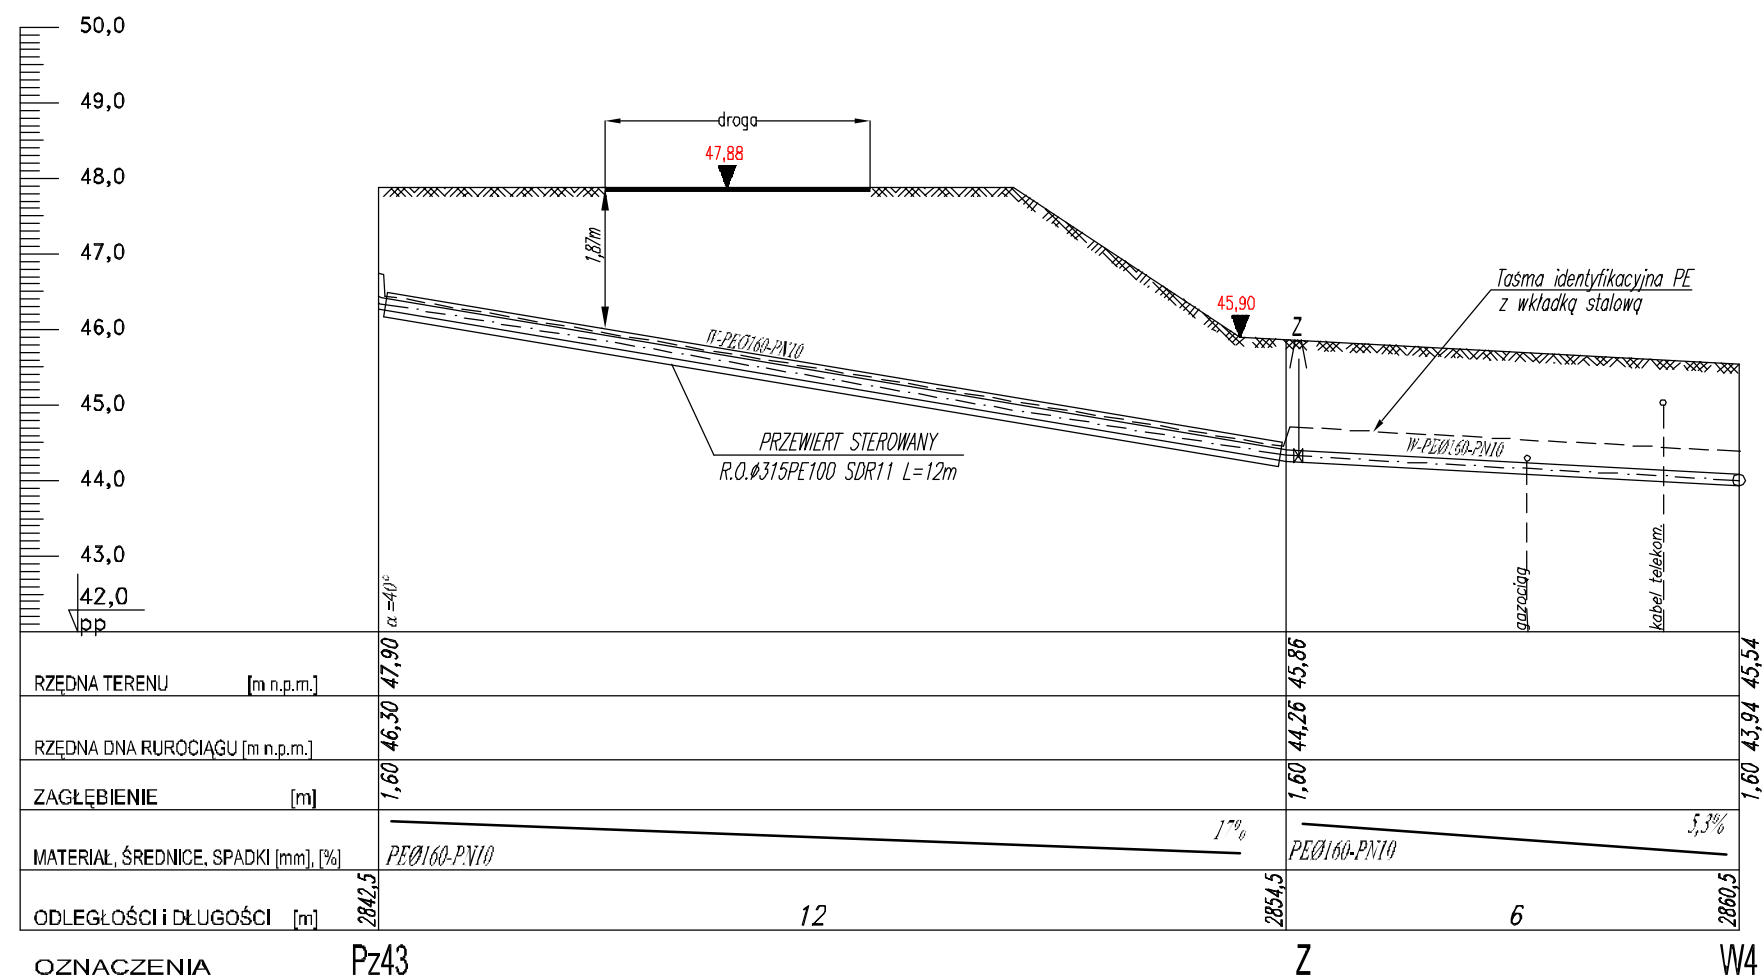 50,0
49,0
48,0
47,0
46,0
45,0
44,0
43,0
42,0
pp
droga
47,88
1,87m
45,90
Z
Taśma identyfikacyjna PE
z wkładką stalową
W-PEØ160-PN10
PRZEWIERT STEROWANY
R.O.ϕ315PE100 SDR11 L=12m
W-PEØ160-PN10
gazociąg
kabel telekom.
α=40°
RZĘDNA TERENU [m n.p.m.] 47,90 45,86 45,54
RZĘDNA DNA RUROCIĄGU [m n.p.m.] 46,30 44,26 43,94
ZAGŁĘBIENIE [m] 1,60 1,60 1,60
MATERIAŁ, ŚREDNICE, SPADKI [mm], [%] PEØ160-PN10 17% PEØ160-PN10 5,3%
ODLEGŁOŚCI i DŁUGOŚCI [m] 2842,5 12 2854,5 6 2860,5
OZNACZENIA Pz43 Z W4